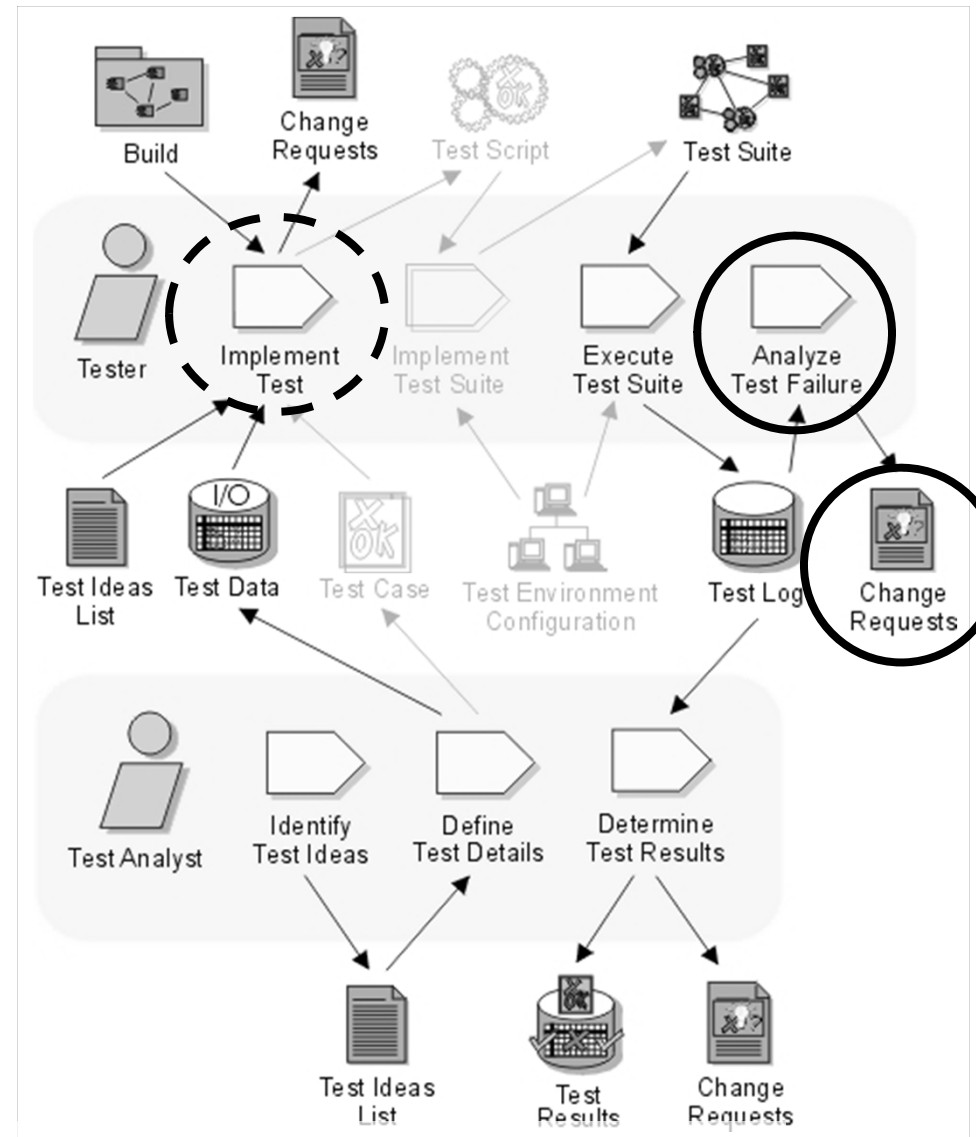 Build
Change
Requests
Test Script
Test Suite
Tester
Implement
Test
Implement
Test Suite
Execute
Test Suite
Analyze
Test Failure
I/O
Test Ideas
List
Test Data
X
OK
Test Case
Test Environment
Configuration
Test Log
Change
Requests
Test Analyst
Identify
Test Ideas
Define
Test Details
Determine
Test Results
Test Ideas
List
Test
Results
Change
Requests